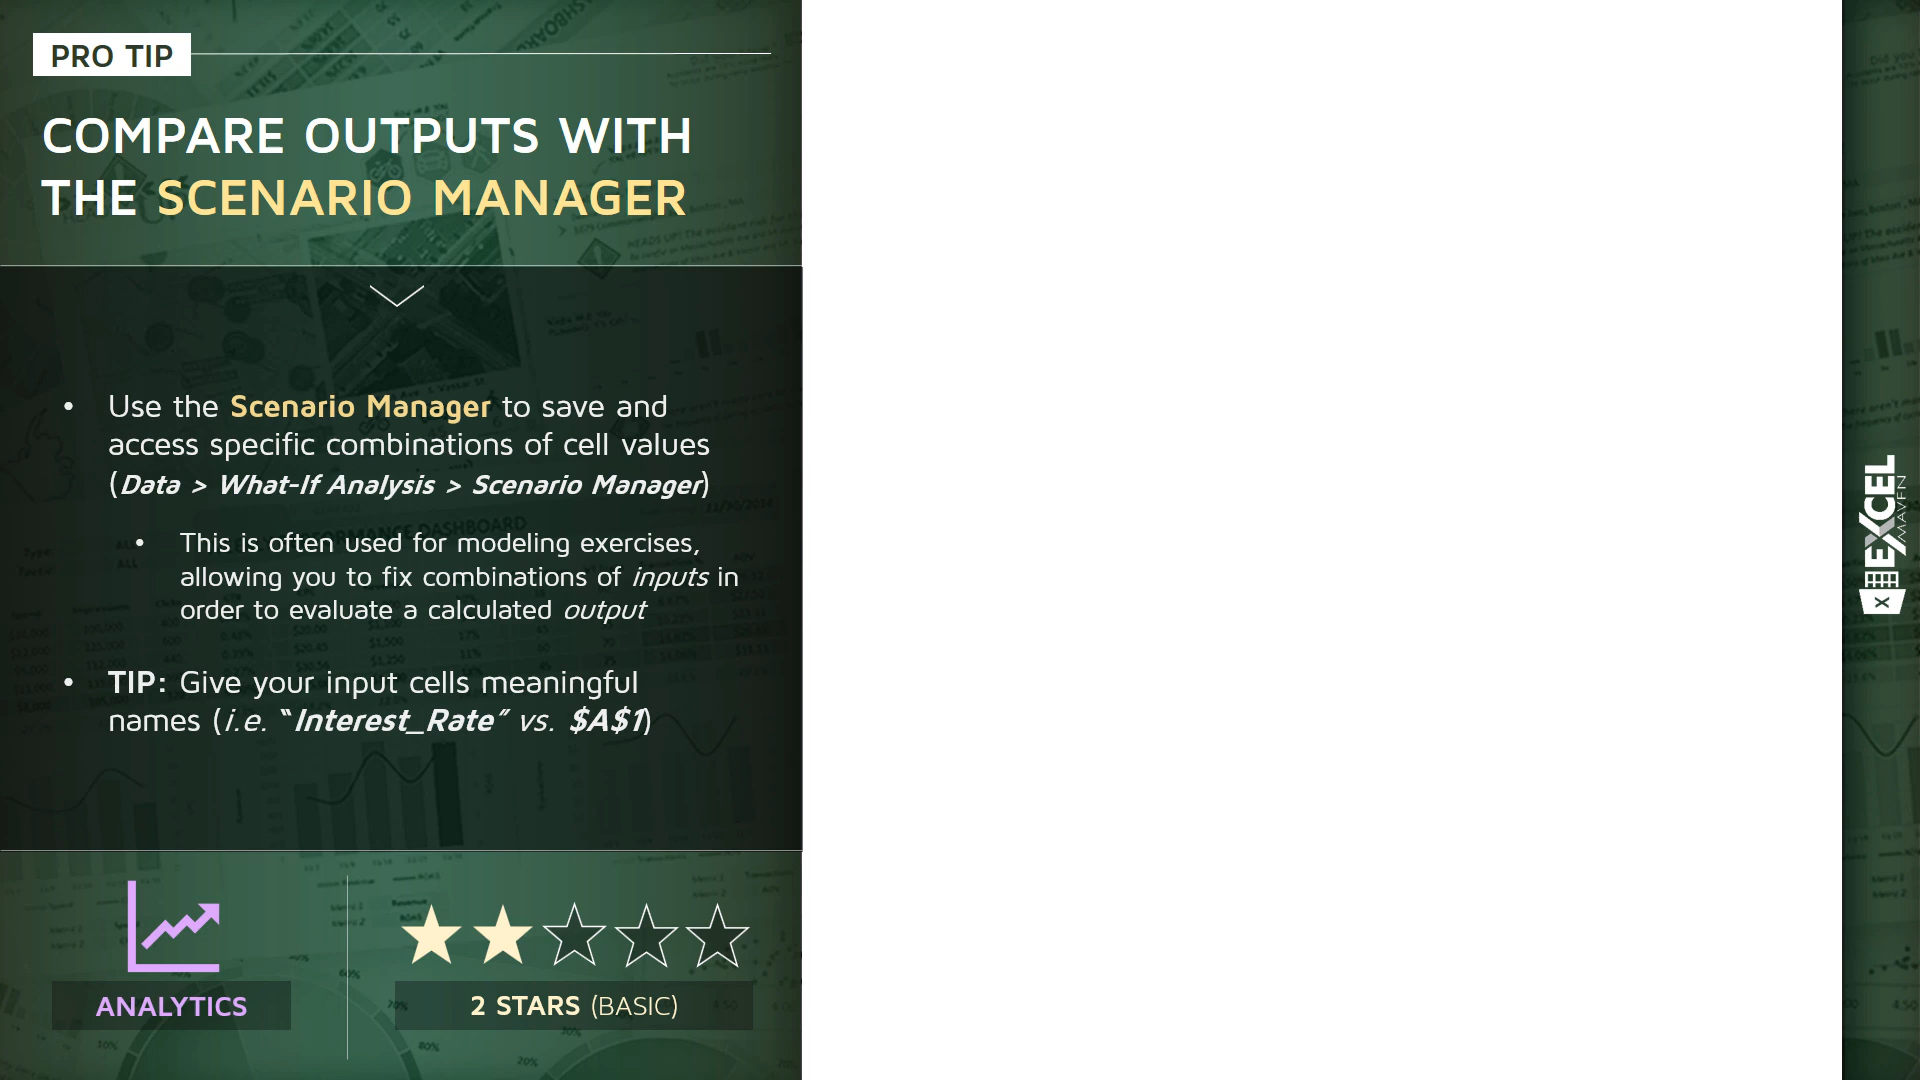 PRO TIP
COMPARE OUTPUTS WITH
THE SCENARIO MANAGER
• Use the Scenario Manager to save and
access specific combinations of cell values
(Data > What-If Analysis > Scenario Manager)
• This is often used for modeling exercises,
allowing you to fix combinations of inputs in
order to evaluate a calculated output
• TIP: Give your input cells meaningful
names (i.e. “Interest_Rate” vs. $A$1)
ANALYTICS
2 STARS (BASIC)
X EXCEL
MAVEN